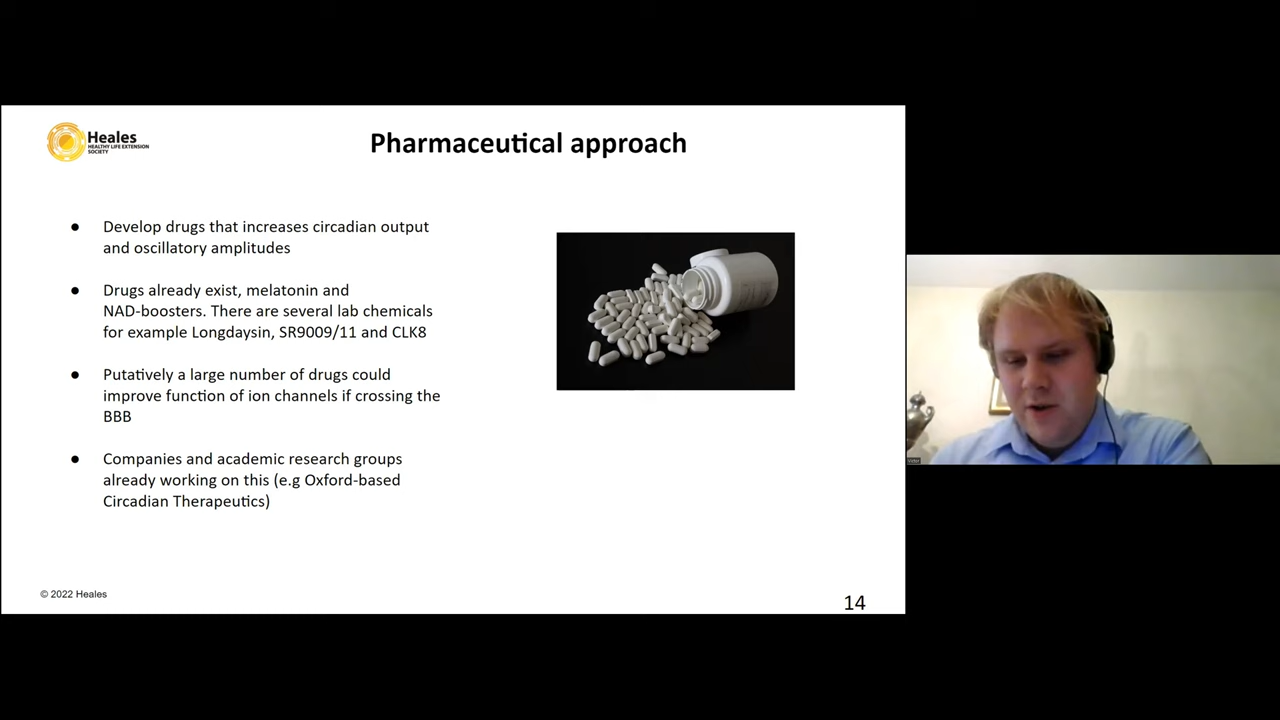 Heales
HEALTHY LIFE EXTENSION
SOCIETY
Pharmaceutical approach
● Develop drugs that increases circadian output
and oscillatory amplitudes
● Drugs already exist, melatonin and
NAD-boosters. There are several lab chemicals
for example Longdaysin, SR9009/11 and CLK8
● Putatively a large number of drugs could
improve function of ion channels if crossing the
BBB
● Companies and academic research groups
already working on this (e.g Oxford-based
Circadian Therapeutics)
© 2022 Heales
14